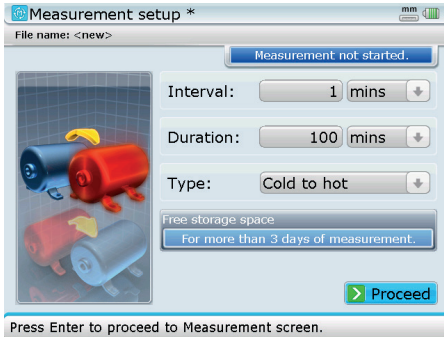 Measurement setup *
mm
File name: <new>
Measurement not started.
Interval: 1 mins
Duration: 100 mins
Type: Cold to hot
Free storage space
For more than 3 days of measurement.
Proceed
Press Enter to proceed to Measurement screen.